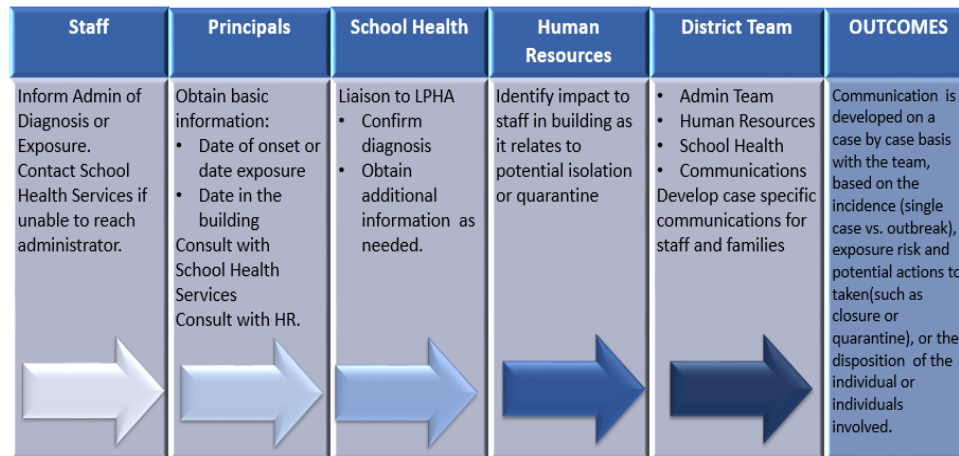 Staff
Inform Admin of
Diagnosis or
Exposure.
Contact School
Health Services if
unable to reach
administrator.
Principals
Obtain basic
information:
• Date of onset or
date exposure
• Date in the
building
Consult with
School Health
Services
Consult with HR.
School Health
Liaison to LPHA
• Confirm
diagnosis
• Obtain
additional
information as
needed.
Human
Resources
Identify impact to
staff in building as
it relates to
potential isolation
or quarantine
District Team
• Admin Team
• Human Resources
• School Health
• Communications
Develop case specific
communications for
staff and families
OUTCOMES
Communication is
developed on a
case by case basis
with the team,
based on the
incidence (single
case vs. outbreak),
exposure risk and
potential actions to
taken(such as
closure or
quarantine), or the
disposition of the
individual or
individuals
involved.